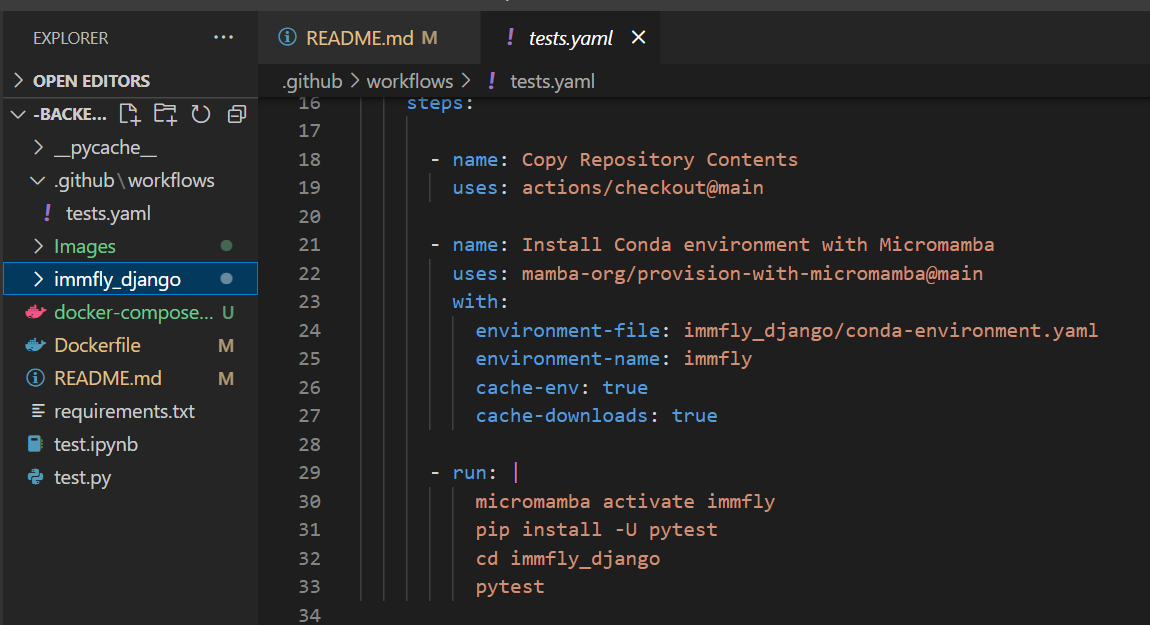 EXPLORER
README.md M
tests.yaml
OPEN EDITORS
.github > workflows > ! tests.yaml
-BACKE...
__pycache__
.github\workflows
! tests.yaml
Images
immfly_django
docker-compose... U
Dockerfile M
README.md M
requirements.txt
test.ipynb
test.py
16 steps:
17
18 - name: Copy Repository Contents
19 uses: actions/checkout@main
20
21 - name: Install Conda environment with Micromamba
22 uses: mamba-org/provision-with-micromamba@main
23 with:
24 environment-file: immfly_django/conda-environment.yaml
25 environment-name: immfly
26 cache-env: true
27 cache-downloads: true
28
29 - run: |
30 micromamba activate immfly
31 pip install -U pytest
32 cd immfly_django
33 pytest
34